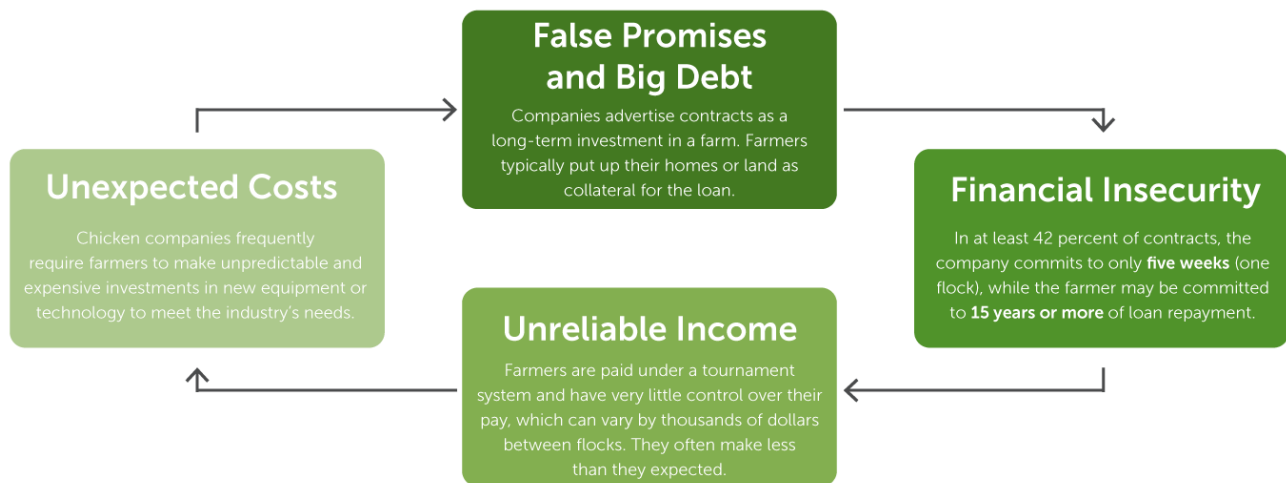 False Promises
and Big Debt
Companies advertise contracts as a
long-term investment in a farm. Farmers
typically put up their homes or land as
collateral for the loan.
Financial Insecurity
In at least 42 percent of contracts, the
company commits to only five weeks (one
flock), while the farmer may be committed
to 15 years or more of loan repayment.
Unreliable Income
Farmers are paid under a tournament
system and have very little control over their
pay, which can vary by thousands of dollars
between flocks. They often make less
than they expected.
Unexpected Costs
Chicken companies frequently
require farmers to make unpredictable and
expensive investments in new equipment or
technology to meet the industry's needs.